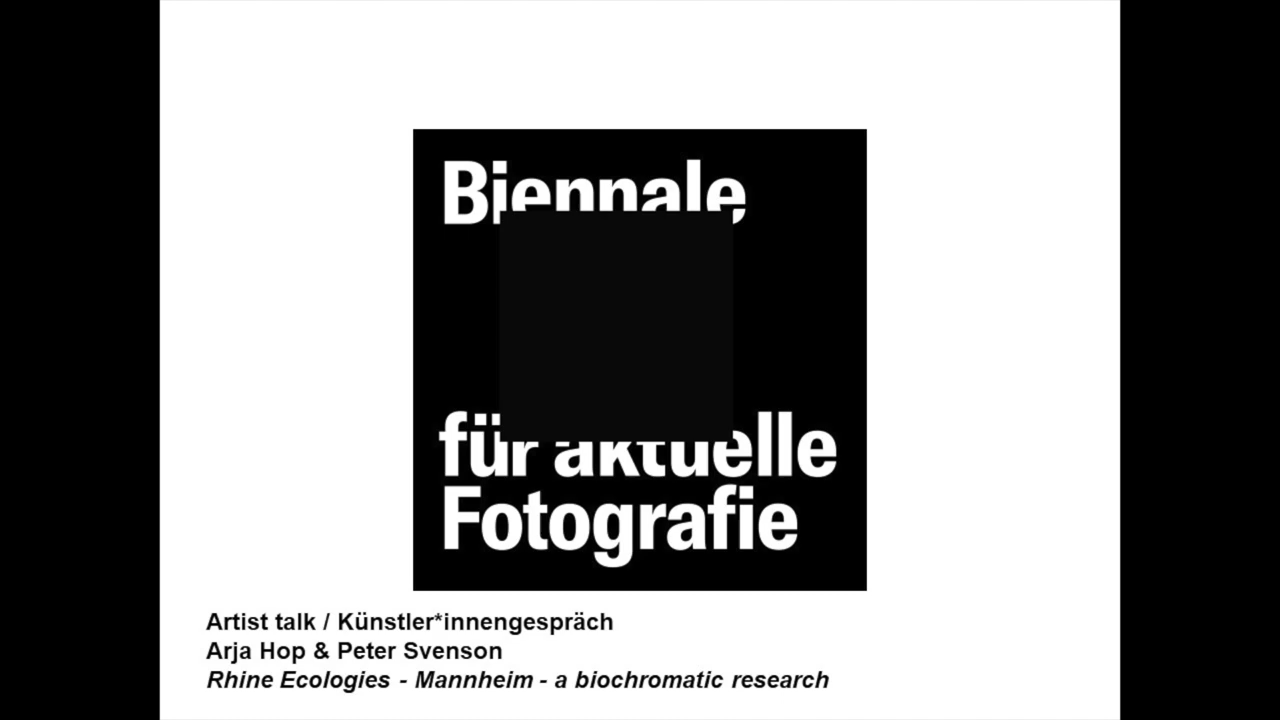 Biennale
für aktuelle
Fotografie
Artist talk / Künstler*innengespräch
Arja Hop & Peter Svenson
Rhine Ecologies - Mannheim - a biochromatic research